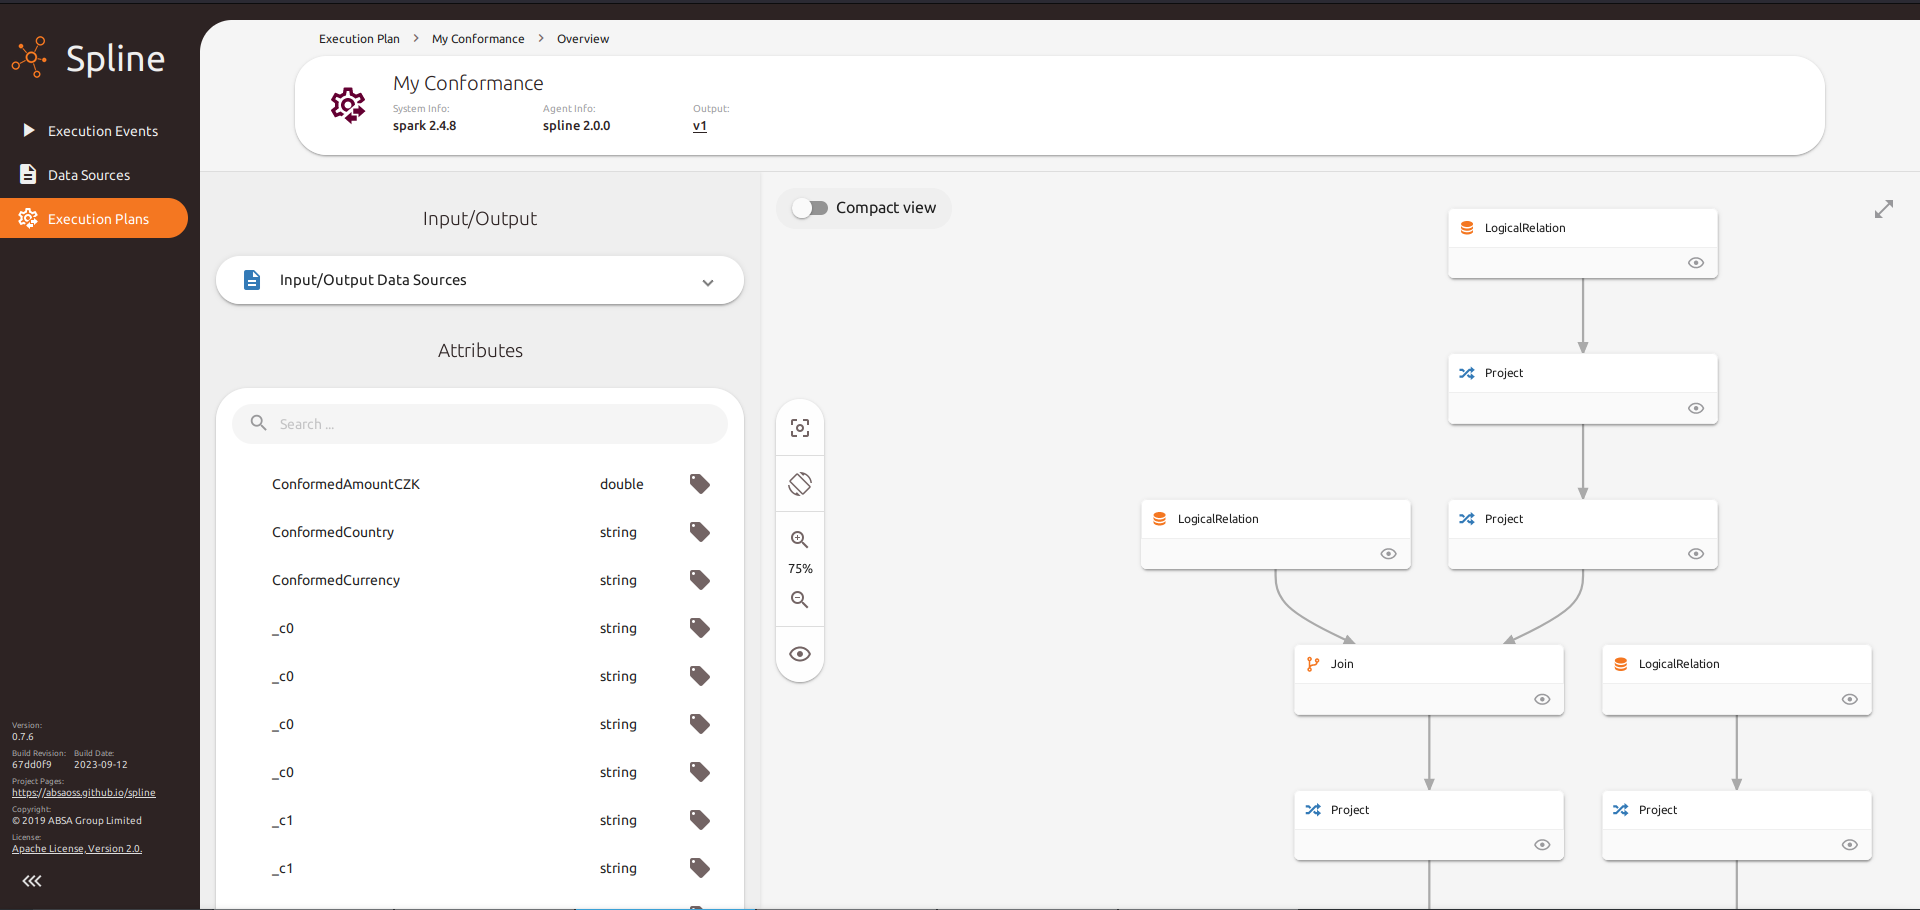 Spline
Execution Events
Data Sources
Execution Plans
Version:
0.7.6
Build Revision: Build Date:
67dd0f9 2023-09-12
Project Pages:
https://absaoss.github.io/spline
Copyright:
© 2019 ABSA Group Limited
License:
Apache License, Version 2.0.
Execution Plan > My Conformance > Overview
My Conformance
System Info: Agent Info: Output:
spark 2.4.8 spline 2.0.0 v1
Input/Output
Input/Output Data Sources
Attributes
Search ...
ConformedAmountCZK double
ConformedCountry string
ConformedCurrency string
_c0 string
_c0 string
_c0 string
_c0 string
_c1 string
_c1 string
Compact view
75%
LogicalRelation
Project
LogicalRelation
Project
Join
LogicalRelation
Project
Project